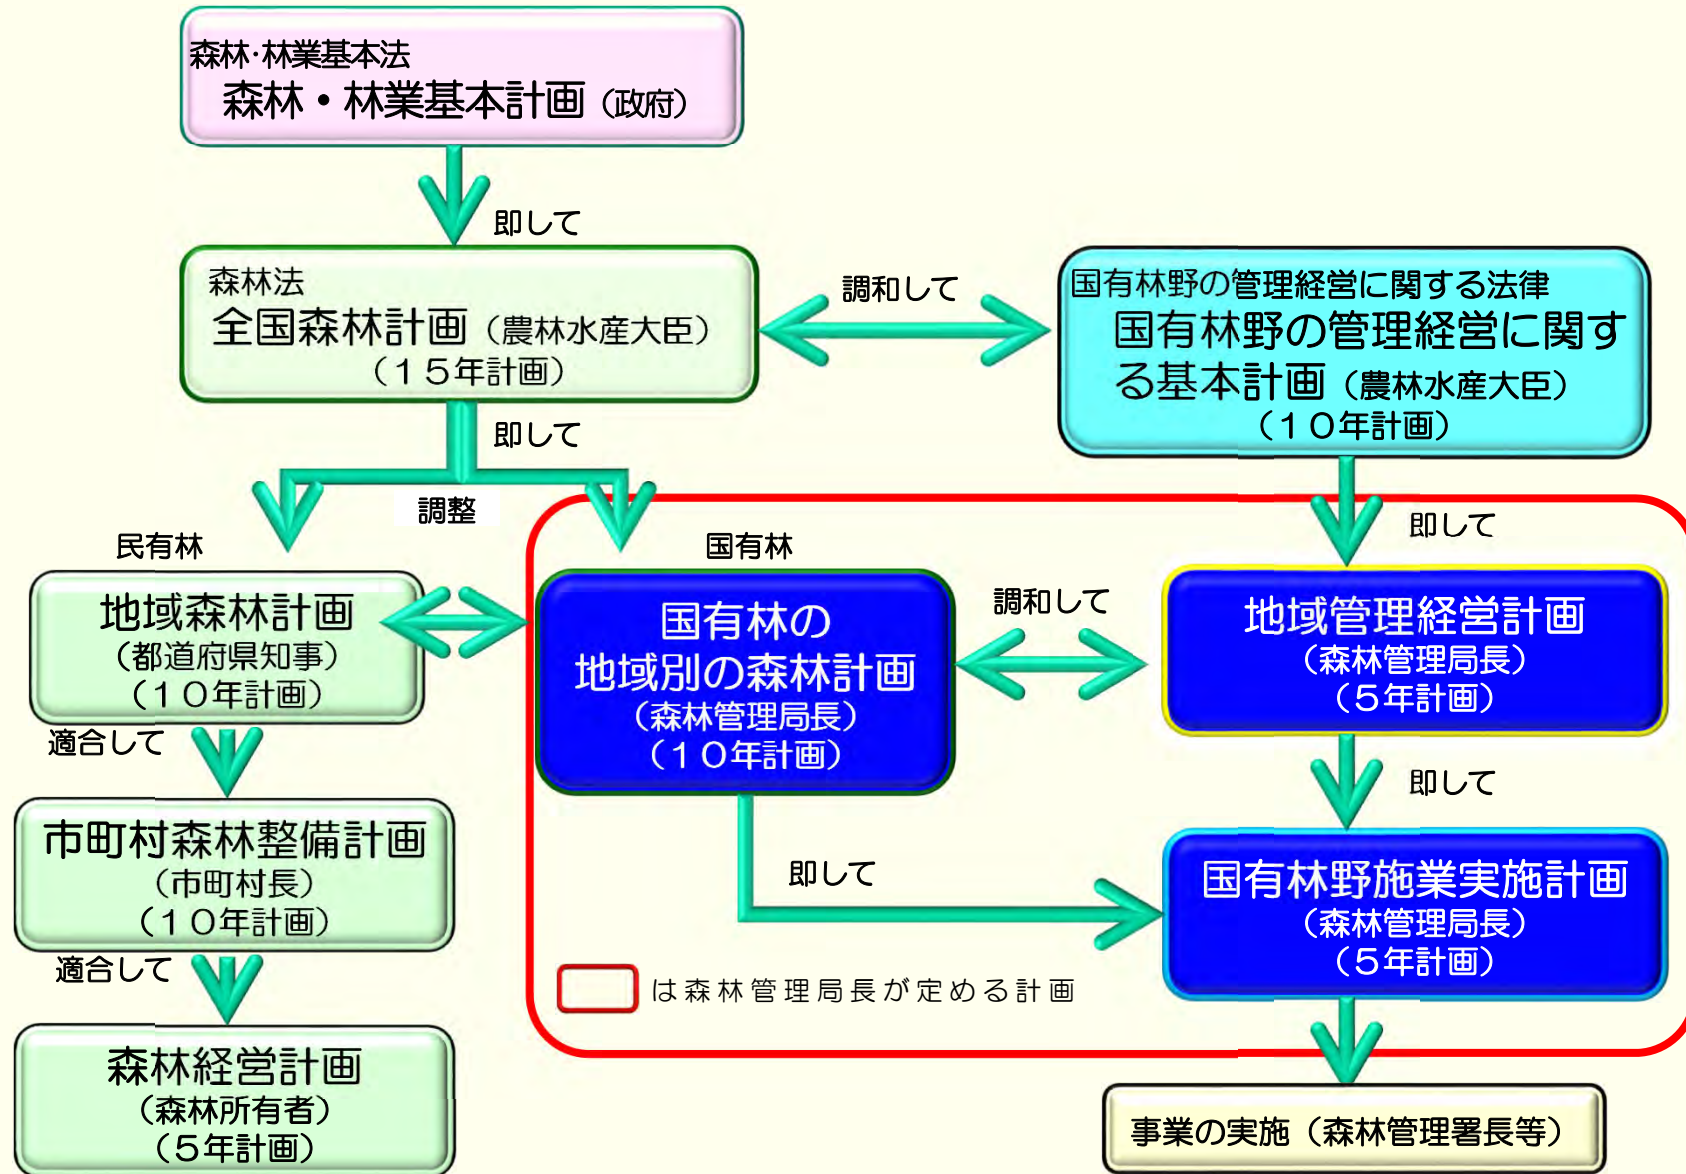 森林・林業基本法
森林・林業基本計画（政府）
即して
森林法
全国森林計画（農林水産大臣）
（１５年計画）
調和して
国有林野の管理経営に関する法律
国有林野の管理経営に関す
る基本計画（農林水産大臣）
（１０年計画）
即して
調整
即して
民有林
国有林
地域森林計画
（都道府県知事）
（１０年計画）
国有林の
地域別の森林計画
（森林管理局長）
（１０年計画）
調和して
地域管理経営計画
（森林管理局長）
（５年計画）
適合して
即して
市町村森林整備計画
（市町村長）
（１０年計画）
即して
国有林野施業実施計画
（森林管理局長）
（５年計画）
適合して
は森林管理局長が定める計画
森林経営計画
（森林所有者）
（５年計画）
事業の実施（森林管理署長等）